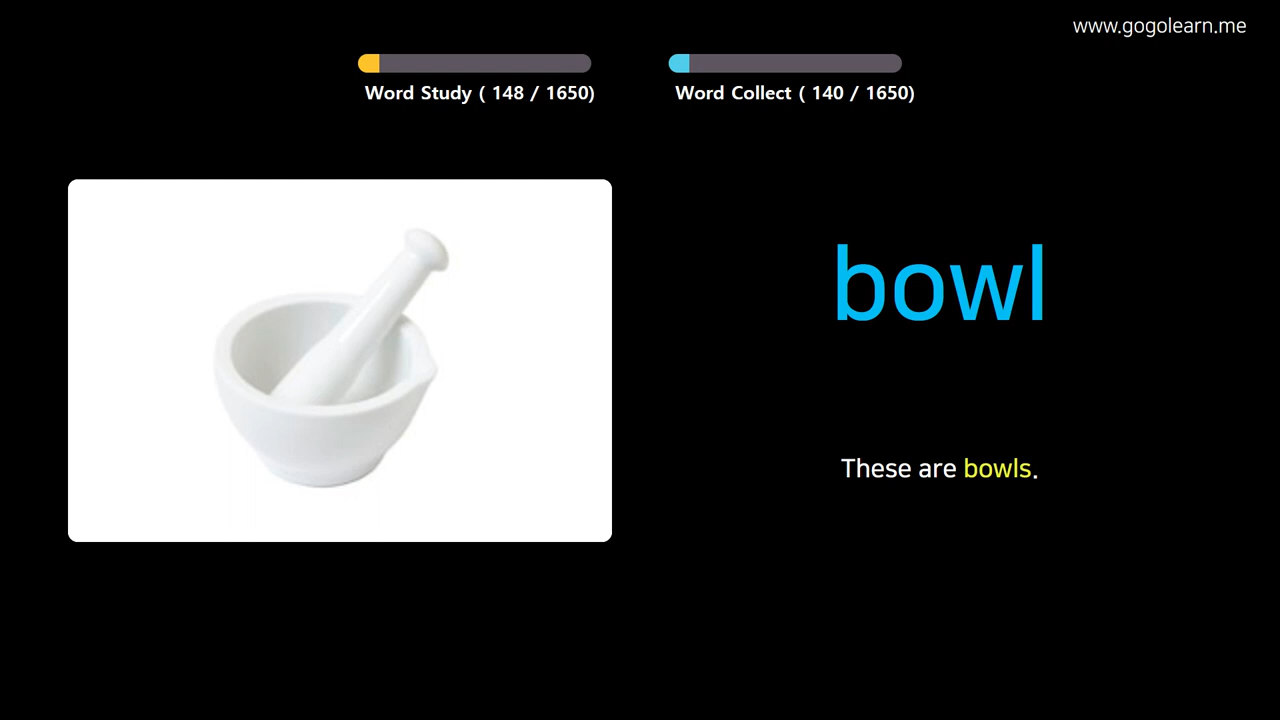 www.gogolearn.me
Word Study ( 148 / 1650)
Word Collect ( 140 / 1650)
bowl
These are bowls.